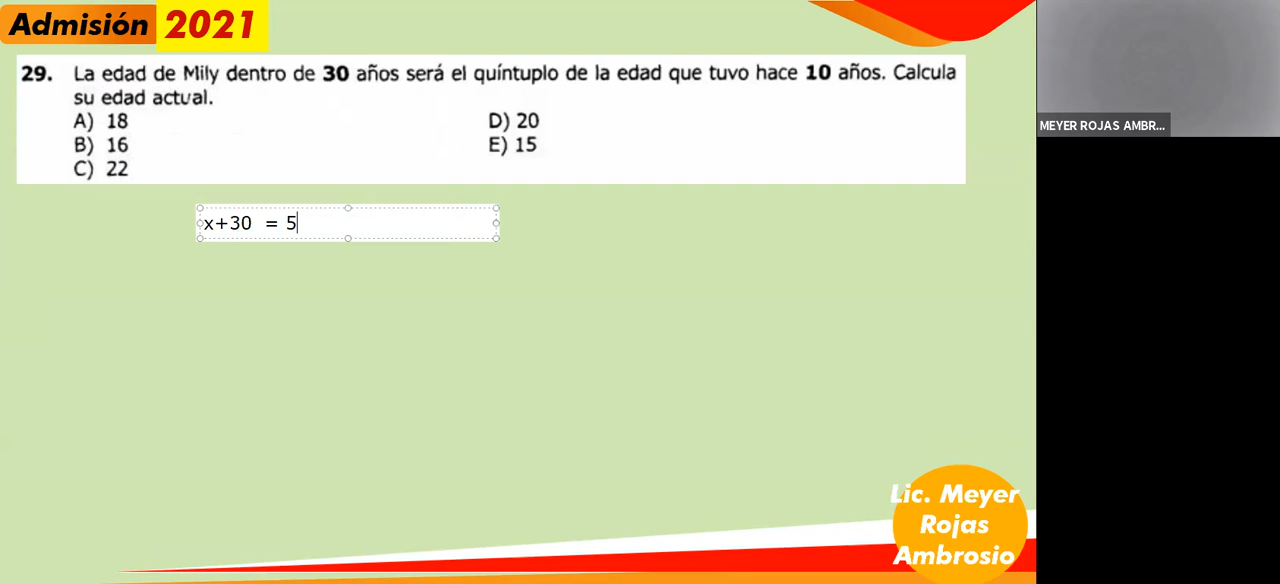 Admisión 2021
29. La edad de Mily dentro de 30 años será el quíntuplo de la edad que tuvo hace 10 años. Calcula
su edad actual.
A) 18
B) 16
C) 22
D) 20
E) 15
x+30 = 5
MEYER ROJAS AMBR...
Lic. Meyer
Rojas
Ambrosio